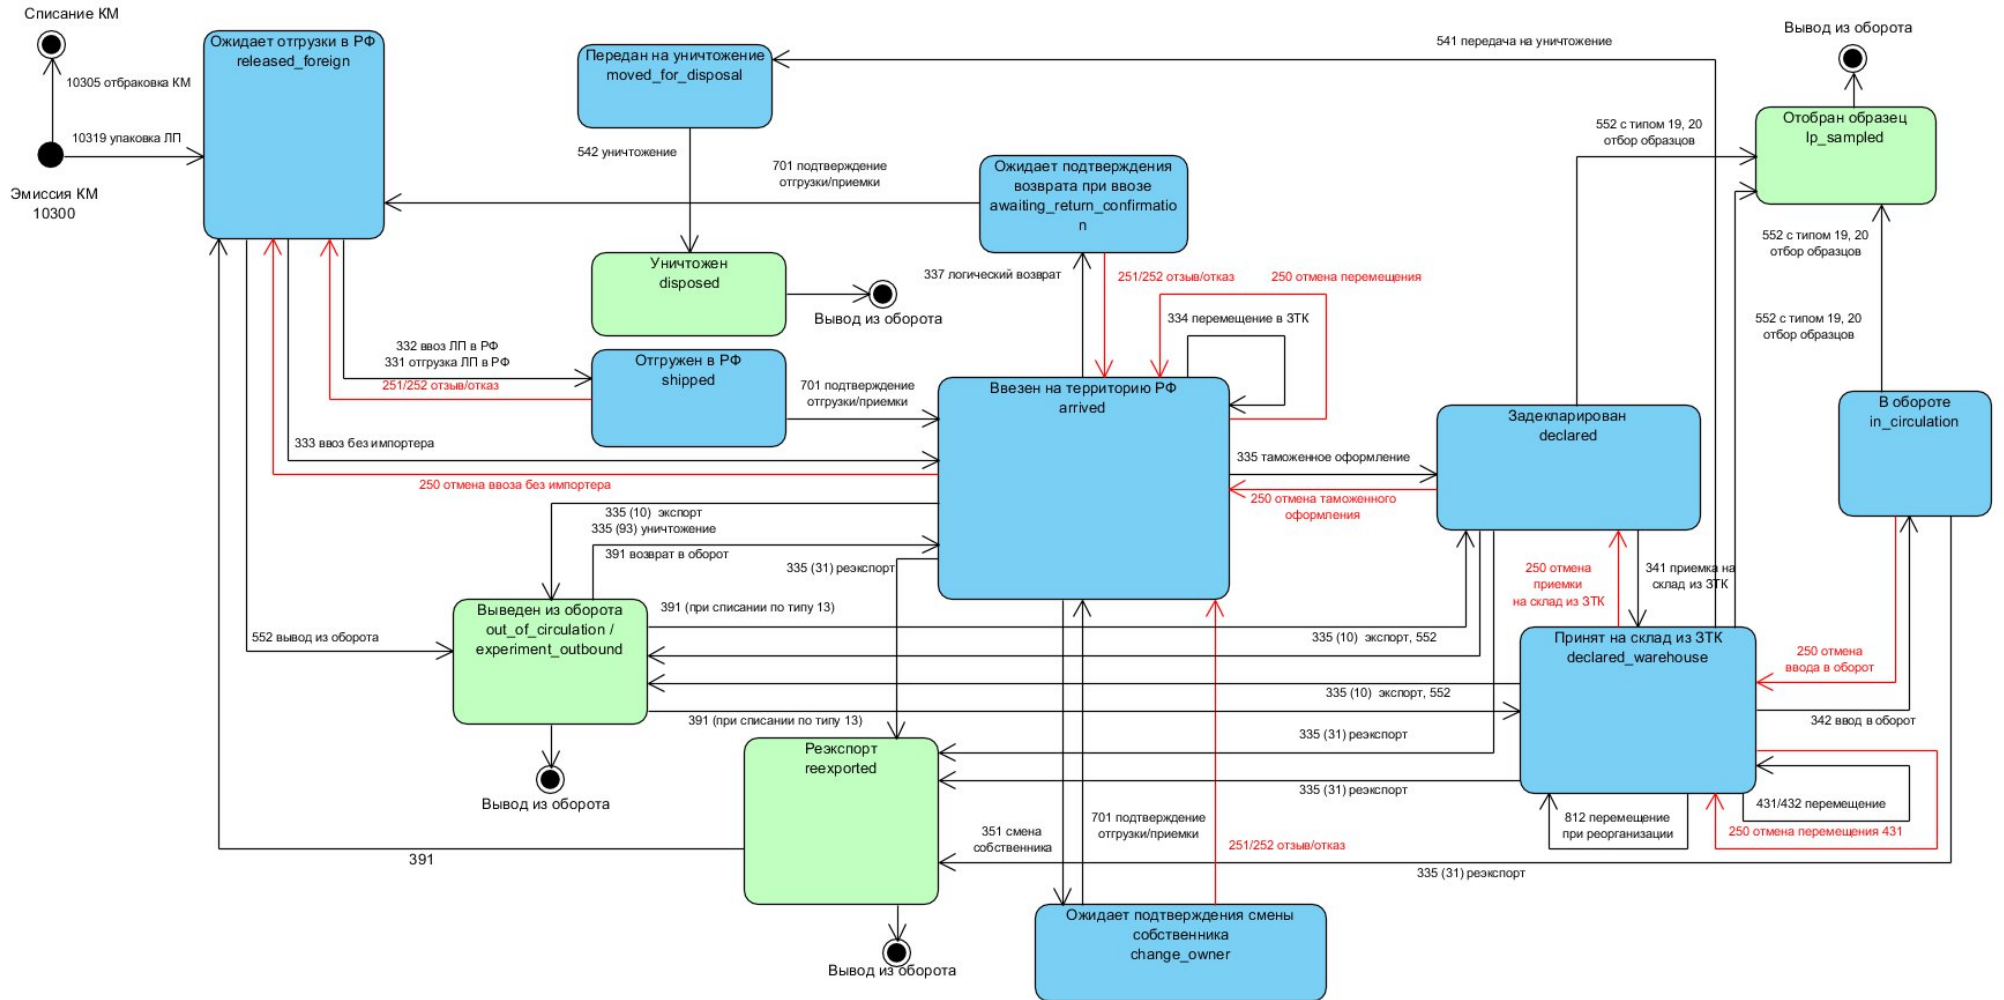 Списание КМ
10305 отбраковка КМ
10319 упаковка ЛП
Эмиссия КМ
10300
Ожидает отгрузки в РФ
released_foreign
Передан на уничтожение
moved_for_disposal
541 передача на уничтожение
Вывод из оборота
Отобран образец
lp_sampled
552 с типом 19, 20
отбор образцов
542 уничтожение
701 подтверждение
отгрузки/приемки
Ожидает подтверждения
возврата при ввозе
awaiting_return_confirmatio
n
552 с типом 19, 20
отбор образцов
Уничтожен
disposed
Вывод из оборота
337 логический возврат
251/252 отзыв/отказ
250 отмена перемещения
334 перемещение в ЗТК
552 с типом 19, 20
отбор образцов
332 ввоз ЛП в РФ
331 отгрузка ЛП в РФ
251/252 отзыв/отказ
Отгружен в РФ
shipped
701 подтверждение
отгрузки/приемки
Ввезен на территорию РФ
arrived
Задекларирован
declared
В обороте
in_circulation
333 ввоз без импортера
250 отмена ввоза без импортера
335 таможенное оформление
250 отмена таможенного
оформления
335 (10)  экспорт
335 (93) уничтожение
391 возврат в оборот
335 (31) реэкспорт
250 отмена
приемки
на склад из ЗТК
341 приемка на
склад из ЗТК
Выведен из оборота
out_of_circulation /
experiment_outbound
552 вывод из оборота
391 (при списании по типу 13)
335 (10)  экспорт, 552
Принят на склад из ЗТК
declared_warehouse
250 отмена
ввода в оборот
335 (10)  экспорт, 552
391 (при списании по типу 13)
342 ввод в оборот
Вывод из оборота
Реэкспорт
reexported
335 (31) реэкспорт
335 (31) реэкспорт
431/432 перемещение
812 перемещение
при реорганизации
250 отмена перемещения 431
391
351 смена
собственника
701 подтверждение
отгрузки/приемки
251/252 отзыв/отказ
335 (31) реэкспорт
Вывод из оборота
Ожидает подтверждения смены
собственника
change_owner